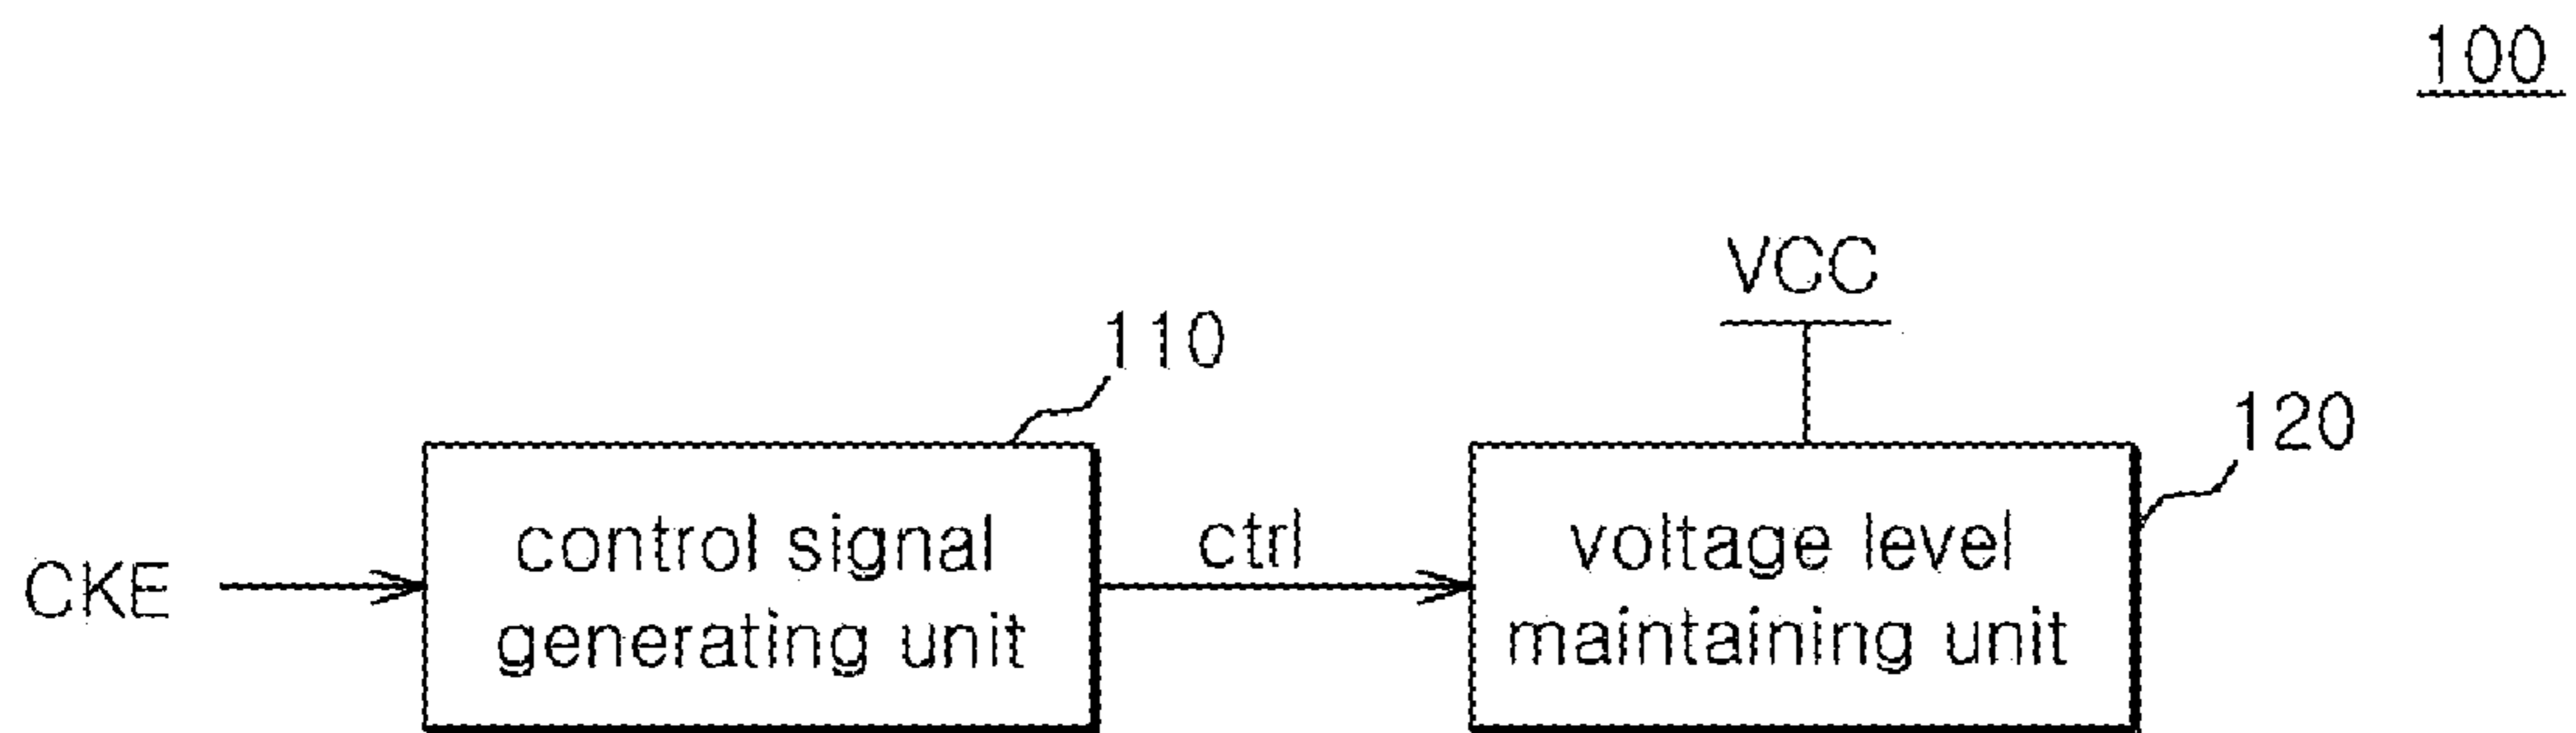 100
VCC
110
120
CKE
control signal
generating unit
ctrl
voltage level
maintaining unit